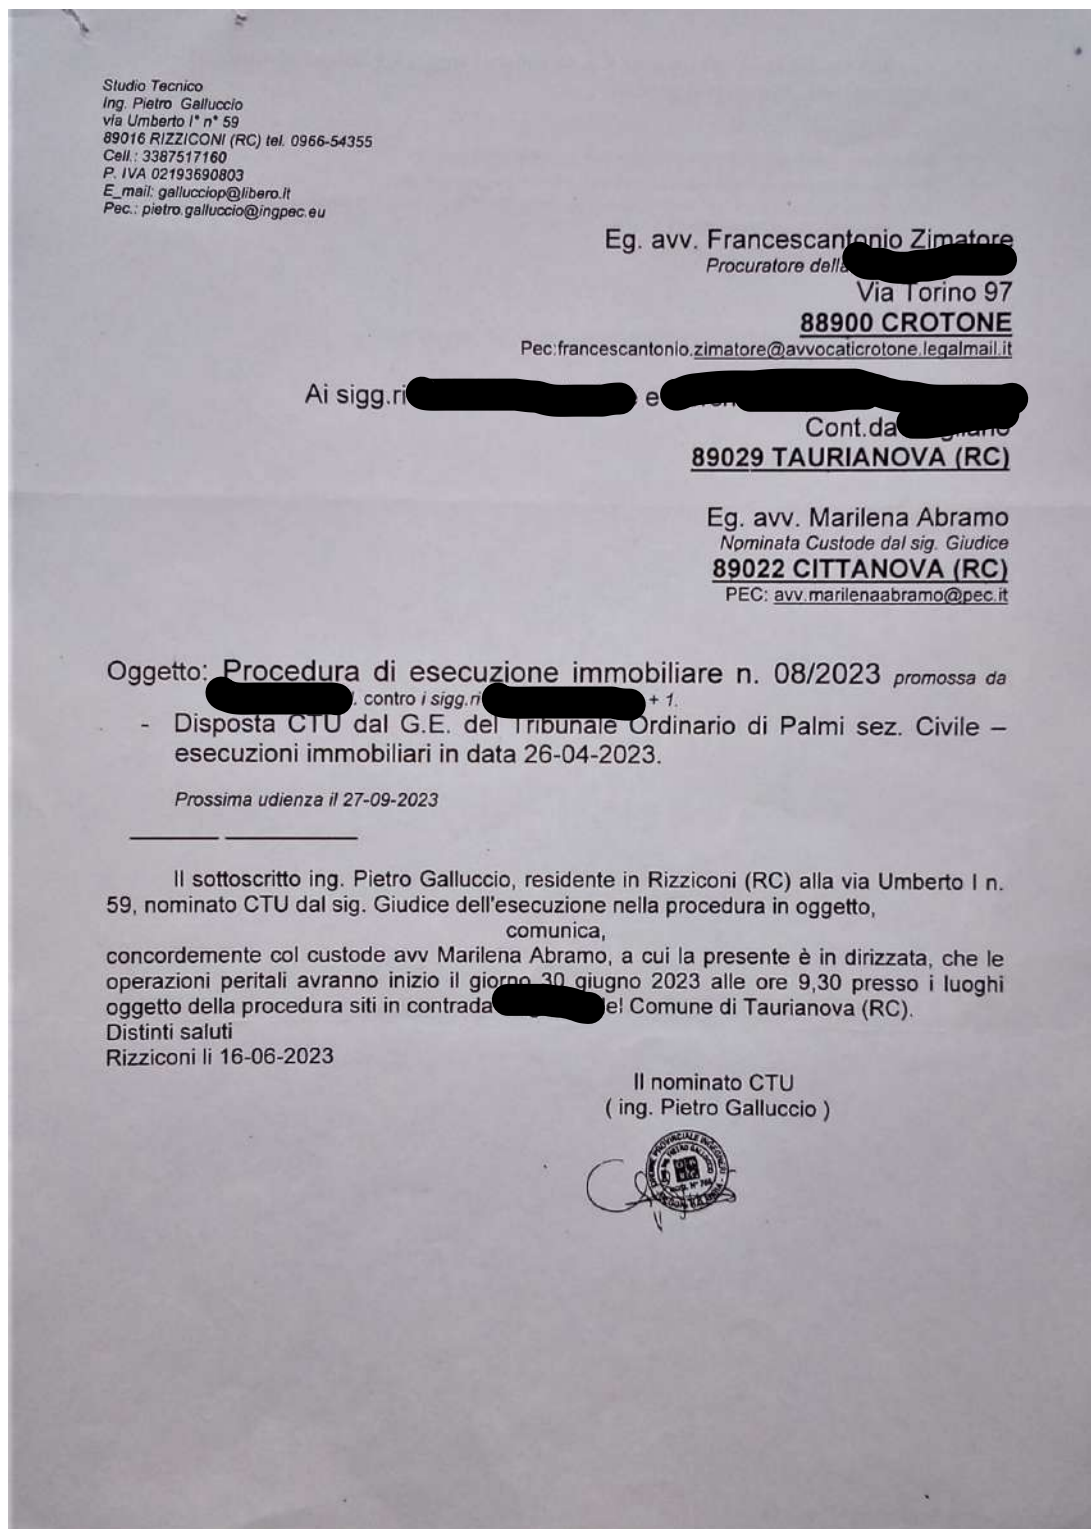 Studio Tecnico
Ing. Pietro Galluccio
via Umberto I° n° 59
89016 RIZZICONI (RC) tel. 0966-54355
Cell.: 3387517160
P. IVA 02193690803
E_mail: gallucciop@libero.it
Pec.: pietro.galluccio@ingpec.eu
Eg. avv. Francescantonio Zimatore
Procuratore della
Via Torino 97
88900 CROTONE
Pec:francescantonio.zimatore@avvocaticrotone.legalmail.it
Ai sigg.ri e
Cont.da
89029 TAURIANOVA (RC)
Eg. avv. Marilena Abramo
Nominata Custode dal sig. Giudice
89022 CITTANOVA (RC)
PEC: avv.marilenaabramo@pec.it
Oggetto: Procedura di esecuzione immobiliare n. 08/2023 promossa da
. contro i sigg.ri + 1.
- Disposta CTU dal G.E. del Tribunale Ordinario di Palmi sez. Civile –
esecuzioni immobiliari in data 26-04-2023.
Prossima udienza il 27-09-2023
Il sottoscritto ing. Pietro Galluccio, residente in Rizziconi (RC) alla via Umberto I n.
59, nominato CTU dal sig. Giudice dell'esecuzione nella procedura in oggetto,
comunica,
concordemente col custode avv Marilena Abramo, a cui la presente è in dirizzata, che le
operazioni peritali avranno inizio il giorno 30 giugno 2023 alle ore 9,30 presso i luoghi
oggetto della procedura siti in contrada del Comune di Taurianova (RC).
Distinti saluti
Rizziconi li 16-06-2023
Il nominato CTU
( ing. Pietro Galluccio )